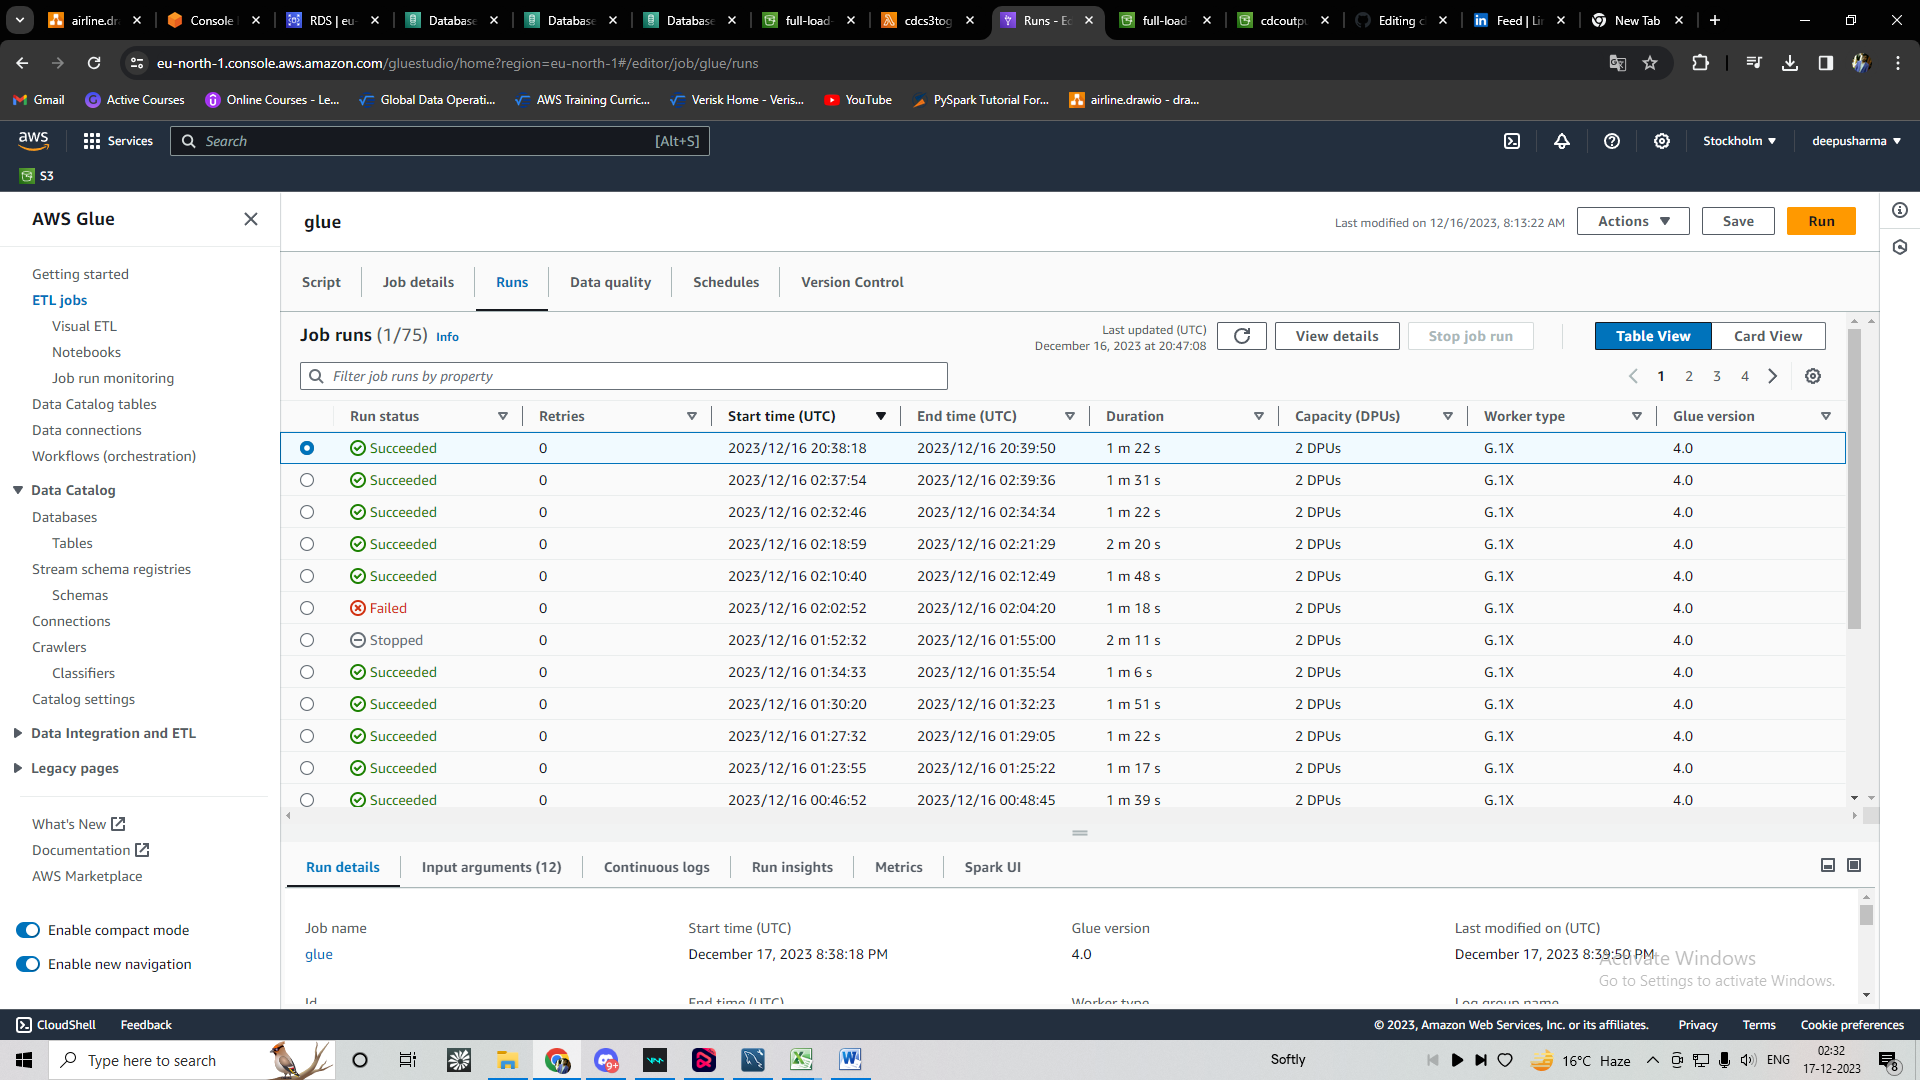 airline.dra
Console
RDS | eu-
Database
Database
Database
full-load-
cdcs3tog
Runs - Ed
full-load-
cdcoutpu
Editing c
Feed | Li
New Tab
eu-north-1.console.aws.amazon.com/gluestudio/home?region=eu-north-1#/editor/job/glue/runs
Gmail
Active Courses
Online Courses - Le...
Global Data Operati...
AWS Training Curric...
Verisk Home - Veris...
YouTube
PySpark Tutorial For...
airline.drawio - dra...
aws
Services
Search
[Alt+S]
Stockholm
deepusharma
S3
AWS Glue
Getting started
ETL jobs
Visual ETL
Notebooks
Job run monitoring
Data Catalog tables
Data connections
Workflows (orchestration)
Data Catalog
Databases
Tables
Stream schema registries
Schemas
Connections
Crawlers
Classifiers
Catalog settings
Data Integration and ETL
Legacy pages
What's New
Documentation
AWS Marketplace
Enable compact mode
Enable new navigation
glue
Last modified on 12/16/2023, 8:13:22 AM
Actions
Save
Run
Script
Job details
Runs
Data quality
Schedules
Version Control
Job runs (1/75) Info
Last updated (UTC)
December 16, 2023 at 20:47:08
View details
Stop job run
Table View
Card View
Filter job runs by property
1 2 3 4
Run status Retries Start time (UTC) End time (UTC) Duration Capacity (DPUs) Worker type Glue version
Succeeded 0 2023/12/16 20:38:18 2023/12/16 20:39:50 1 m 22 s 2 DPUs G.1X 4.0
Succeeded 0 2023/12/16 02:37:54 2023/12/16 02:39:36 1 m 31 s 2 DPUs G.1X 4.0
Succeeded 0 2023/12/16 02:32:46 2023/12/16 02:34:34 1 m 22 s 2 DPUs G.1X 4.0
Succeeded 0 2023/12/16 02:18:59 2023/12/16 02:21:29 2 m 20 s 2 DPUs G.1X 4.0
Succeeded 0 2023/12/16 02:10:40 2023/12/16 02:12:49 1 m 48 s 2 DPUs G.1X 4.0
Failed 0 2023/12/16 02:02:52 2023/12/16 02:04:20 1 m 18 s 2 DPUs G.1X 4.0
Stopped 0 2023/12/16 01:52:32 2023/12/16 01:55:00 2 m 11 s 2 DPUs G.1X 4.0
Succeeded 0 2023/12/16 01:34:33 2023/12/16 01:35:54 1 m 6 s 2 DPUs G.1X 4.0
Succeeded 0 2023/12/16 01:30:20 2023/12/16 01:32:23 1 m 51 s 2 DPUs G.1X 4.0
Succeeded 0 2023/12/16 01:27:32 2023/12/16 01:29:05 1 m 22 s 2 DPUs G.1X 4.0
Succeeded 0 2023/12/16 01:23:55 2023/12/16 01:25:22 1 m 17 s 2 DPUs G.1X 4.0
Succeeded 0 2023/12/16 00:46:52 2023/12/16 00:48:45 1 m 39 s 2 DPUs G.1X 4.0
Run details
Input arguments (12)
Continuous logs
Run insights
Metrics
Spark UI
Job name Start time (UTC) Glue version Last modified on (UTC)
glue December 17, 2023 8:38:18 PM 4.0 December 17, 2023 8:39:50 PM
Id End time (UTC) Worker type Log group name
Activate Windows
Go to Settings to activate Windows.
CloudShell
Feedback
© 2023, Amazon Web Services, Inc. or its affiliates.
Privacy
Terms
Cookie preferences
Type here to search
9+
Softly
16°C Haze
ENG
02:32
17-12-2023
8